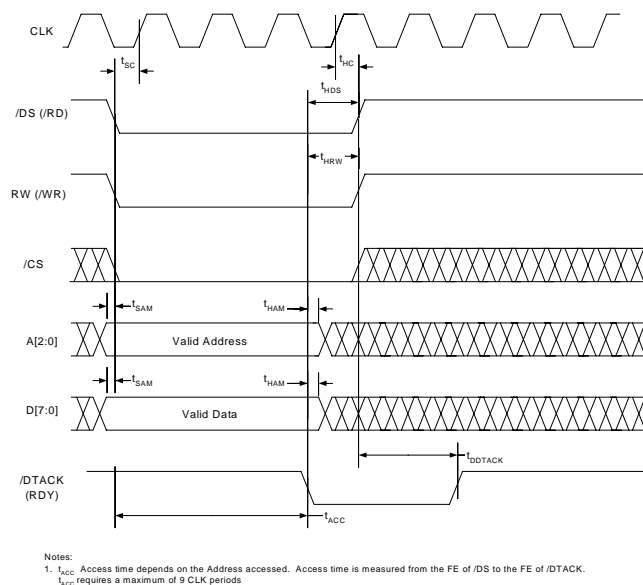 CLK
tSC
tHC
tHDS
/DS (/RD)
tHRW
RW (/WR)
/CS
tSAM
tHAM
A[2:0]
Valid Address
tSAM
tHAM
D[7:0]
Valid Data
tDDTACK
/DTACK
(RDY)
tACC
Notes:
1. tACC Access time depends on the Address accessed. Access time is measured from the FE of /DS to the FE of /DTACK.
tACC requires a maximum of 9 CLK periods